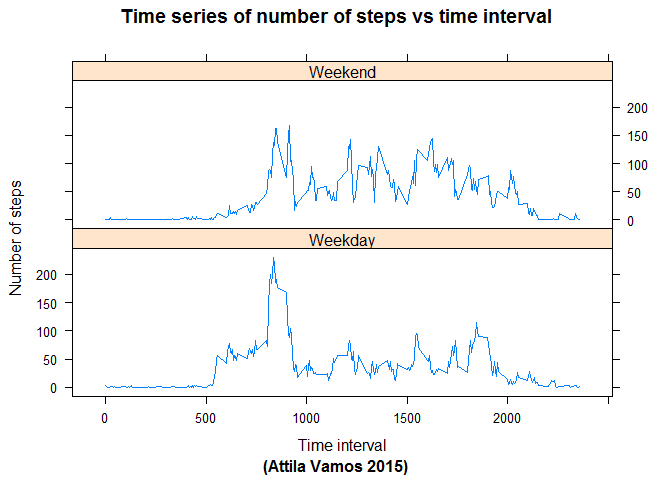 Time series of number of steps vs time interval
Weekend
200
150
100
50
0
Weekday
200
150
100
50
0
Number of steps
0 500 1000 1500 2000
Time interval
(Attila Vamos 2015)